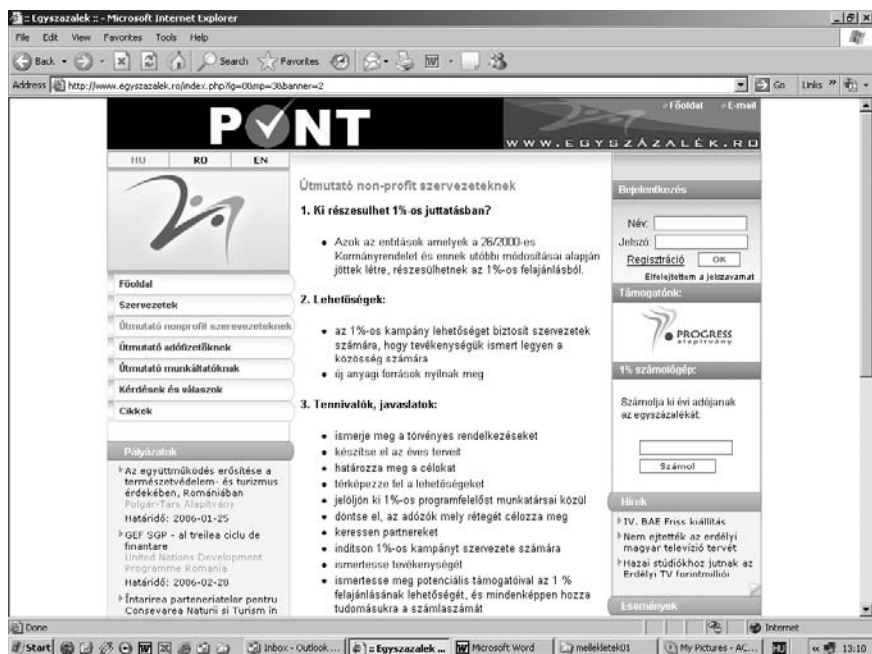 :: Egyszazalek :: - Microsoft Internet Explorer
File Edit View Favorites Tools Help
Back Search Favorites
Address http://www.egyszazalek.ro/index.php?lg=0&mp=3&banner=2 Go Links »
PONT
Főoldal E-mail
WWW.EGYSZÁZALÉK.RO
HU RO EN
Főoldal
Szervezetek
Útmutató nonprofit szerevezeteknek
Útmutató adófizetőknek
Útmutató munkáltatóknak
Kérdések és válaszok
Cikkek
Pályázatok
Az együttműködés erősítése a
természetvédelem- és turizmus
érdekében, Romániában
Polgár-Társ Alapítvány
Határidő: 2006-01-25
GEF SGP - al treilea ciclu de
finantare
United Nations Development
Programme Romania
Határidő: 2006-02-28
Întarirea parteneriatelor pentru
Consevarea Naturii si Turism in
Útmutató non-profit szervezeteknek
1. Ki részesülhet 1%-os juttatásban?
• Azok az entitások amelyek a 26/2000-es
Kormányrendelet és ennek utóbbi módosításai alapján
jöttek létre, részesülhetnek az 1%-os felajánlásból.
2. Lehetőségek:
• az 1%-os kampány lehetőséget biztosít szervezetek
számára, hogy tevékenységük ismert legyen a
közösség számára
• új anyagi források nyílnak meg
3. Tennivalók, javaslatok:
• ismerje meg a törvényes rendelkezéseket
• készítse el az éves terveit
• határozza meg a célokat
• térképezze fel a lehetőségeket
• jelöljön ki 1%-os programfelelőst munkatársai közül
• döntse el, az adózók mely rétegét célozza meg
• keressen partnereket
• indítson 1%-os kampányt szervezete számára
• ismertesse tevékenységét
• ismertesse meg potenciális támogatóival az 1 %
felajánlásának lehetőségét, és mindenképpen hozza
tudomásukra a számlaszámát
Bejelentkezés
Név:
Jelszó:
Regisztráció OK
Elfelejtettem a jelszavamat
Támogatónk:
PROGRESS
alapítvány
1% számológép:
Számolja ki évi adójanak
az egyszázalékát.
Számol
Hírek
IV. BAE Friss kiállítás
Nem ejtették az erdélyi
magyar televízió tervét
Hazai stúdiókhoz jutnak az
Erdélyi TV forintmilliói
Események
Done Internet
Start Inbox - Outlook ... :: Egyszazalek ... Microsoft Word mellekletek01 My Pictures - AC... HU « 13:10